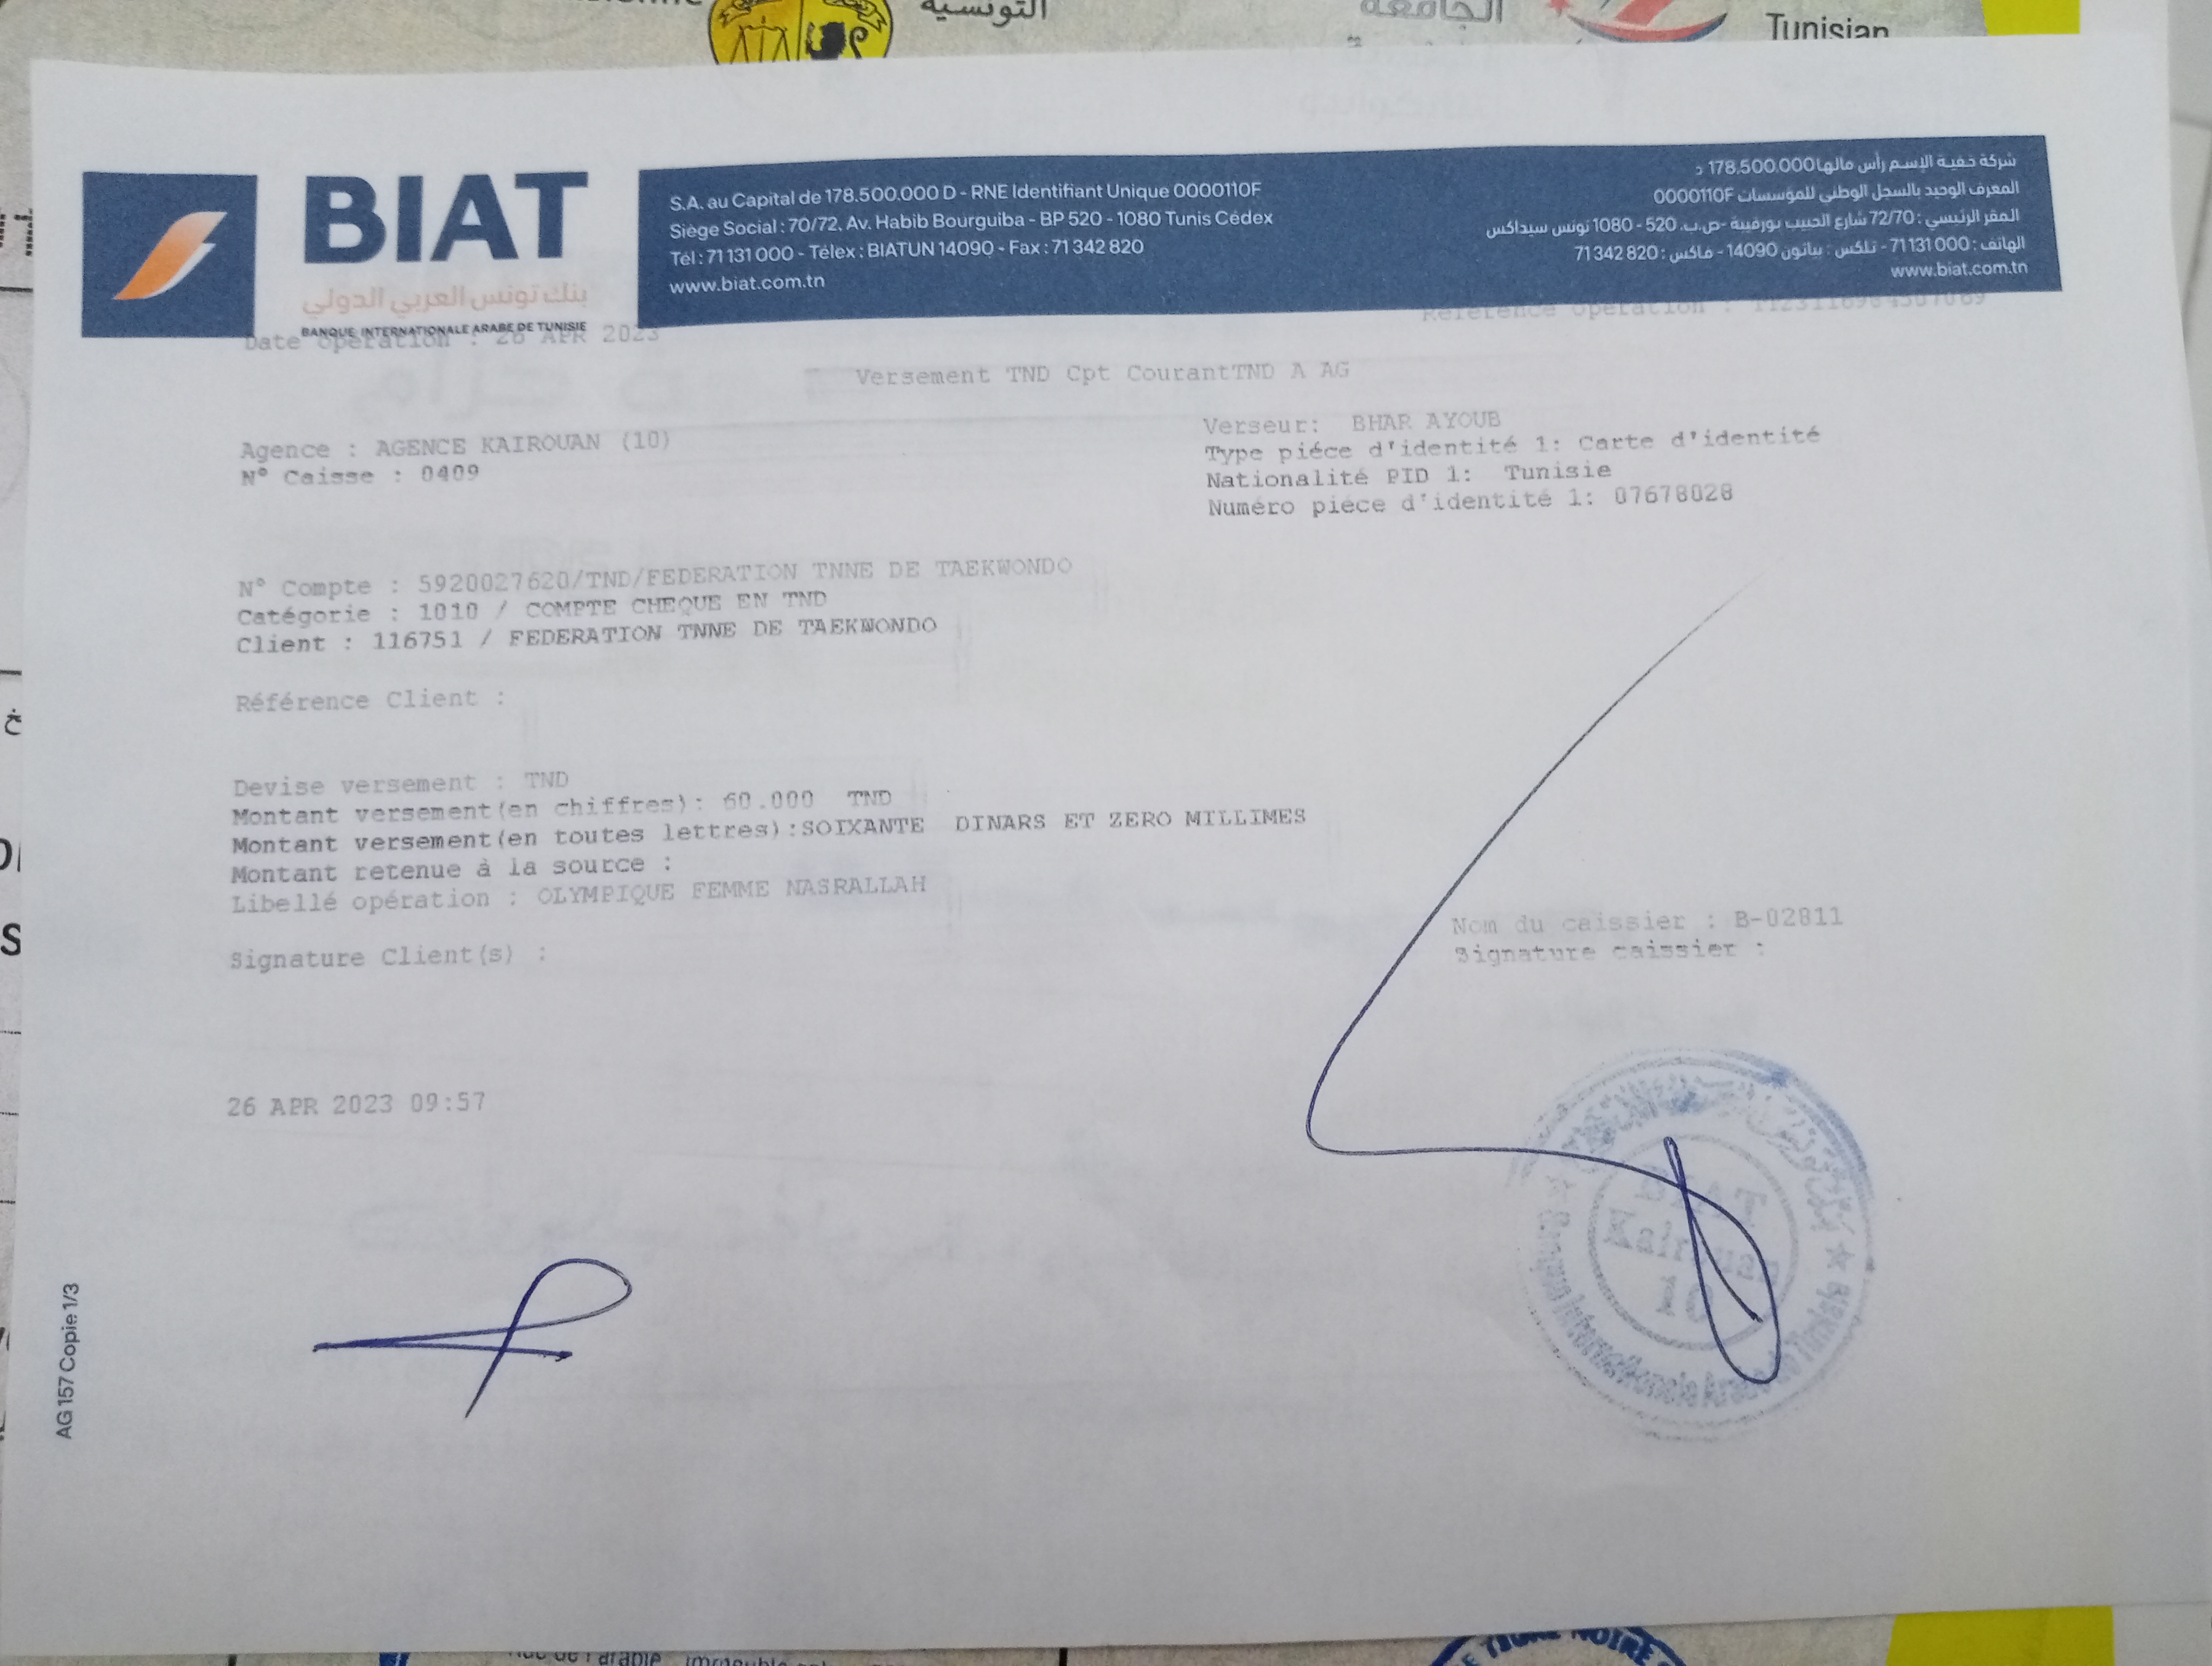 التونسية
الجامعة
Tunisian
BIAT
بنك تونس العربي الدولي
BANQUE INTERNATIONALE ARABE DE TUNISIE
S.A. au Capital de 178.500.000 D - RNE Identifiant Unique 0000110F
Siège Social : 70/72, Av. Habib Bourguiba - BP 520 - 1080 Tunis Cédex
Tél : 71 131 000 - Télex : BIATUN 14090 - Fax : 71 342 820
www.biat.com.tn
شركة خفية الإسم رأس مالها 178.500.000 د
المعرف الوحيد بالسجل الوطني للمؤسسات 0000110F
المقر الرئيسي : 72/70 شارع الحبيب بورقيبة -ص.ب. 520 - 1080 تونس سيداكس
الهاتف : 71 131 000 - تلكس : بياتون 14090 - فاكس : 71 342 820
www.biat.com.tn
Date opération : 26 APR 2023
Référence opération :
Versement TND Cpt CourantTND A AG
Agence : AGENCE KAIROUAN (10)
N° Caisse : 0409
Verseur: BHAR AYOUB
Type piéce d'identité 1: Carte d'identité
Nationalité PID 1: Tunisie
Numéro piéce d'identité 1: 07678028
N° Compte : 5920027620/TND/FEDERATION TNNE DE TAEKWONDO
Catégorie : 1010 / COMPTE CHEQUE EN TND
Client : 116751 / FEDERATION TNNE DE TAEKWONDO
Référence Client :
Devise versement : TND
Montant versement(en chiffres): 60.000 TND
Montant versement(en toutes lettres):SOIXANTE DINARS ET ZERO MILLIMES
Montant retenue à la source :
Libellé opération : OLYMPIQUE FEMME NASRALLAH
Nom du caissier : B-02811
Signature caissier :
Signature Client(s) :
26 APR 2023 09:57
Banque Internationale Arabe de Tunisie
AG 157 Copie 1/3
NOIRE